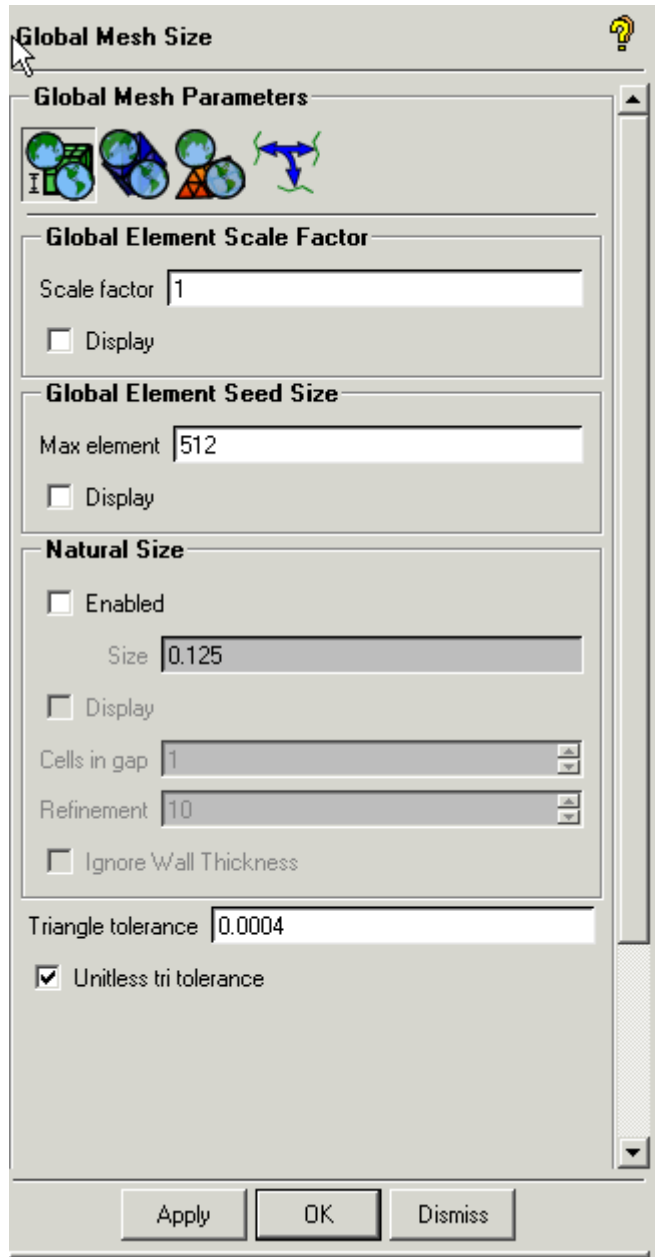 Global Mesh Size
Global Mesh Parameters
Global Element Scale Factor
Scale factor 1
Display
Global Element Seed Size
Max element 512
Display
Natural Size
Enabled
Size 0.125
Display
Cells in gap 1
Refinement 10
Ignore Wall Thickness
Triangle tolerance 0.0004
Unitless tri tolerance
Apply OK Dismiss